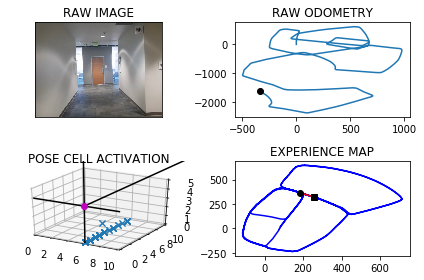 RAW IMAGE
RAW ODOMETRY
0
−1000
−2000
−500 0 500 1000
POSE CELL ACTIVATION
0 2 4 6 8 10
0 2 4 6 8 10
0 1 2 3 4 5
EXPERIENCE MAP
500
250
0
−250
0 200 400 600